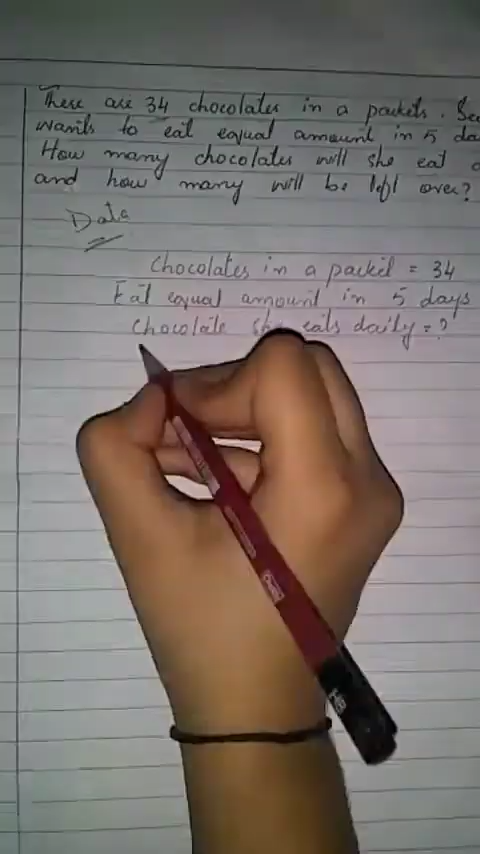 There are 34 chocolates in a packets.
wants to eat equal amount in 5
How many chocolates will she eat
and how many will be left over?
Data
Chocolates in a packet = 34
Eat equal amount in 5 days
Chocolate she eats daily = ?
HB